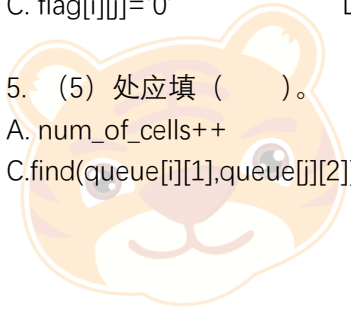 C. flag[i][j]='0'
5. （5）处应填（      ）。
A. num_of_cells++
C.find(queue[i][1],queue[j][2]